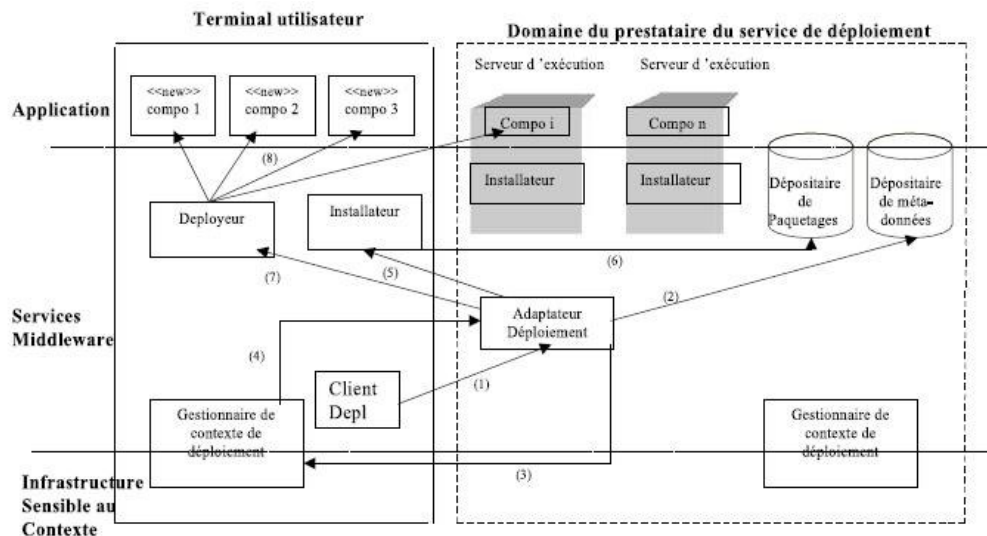 Terminal utilisateur
Domaine du prestataire du service de déploiement
Serveur d 'exécution
Serveur d 'exécution
Application
<<new>>
compo 1
<<new>>
compo 2
<<new>>
compo 3
Compo i
Compo n
(8)
Installateur
Installateur
Dépositaire
de
Paquetages
Dépositaire
de méta-
données
Deployeur
Installateur
(6)
(7)
(5)
(2)
Services
Middleware
Adaptateur
Déploiement
(4)
(1)
Client
Depl
Gestionnaire de
contexte de
déploiement
Gestionnaire de
contexte de
déploiement
(3)
Infrastructure
Sensible au
Contexte